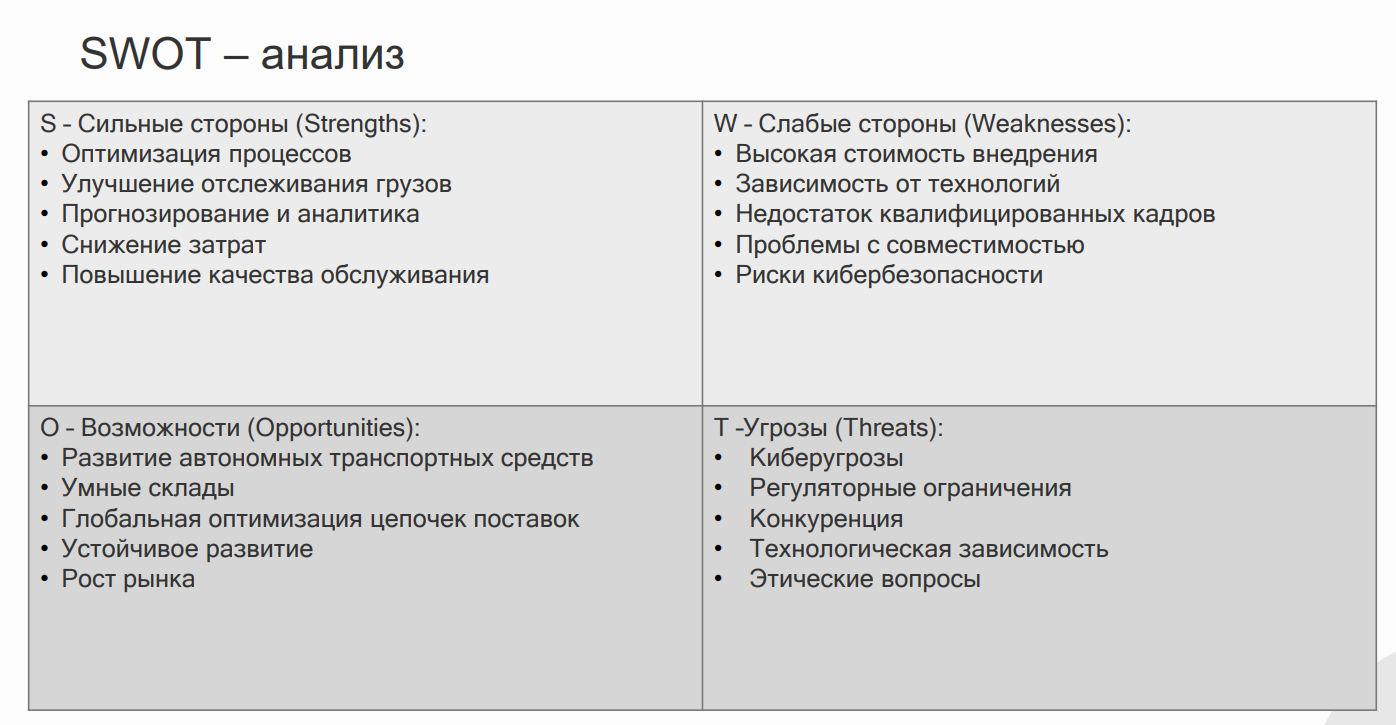 SWOT – анализ
S - Сильные стороны (Strengths):
• Оптимизация процессов
• Улучшение отслеживания грузов
• Прогнозирование и аналитика
• Снижение затрат
• Повышение качества обслуживания
W - Слабые стороны (Weaknesses):
• Высокая стоимость внедрения
• Зависимость от технологий
• Недостаток квалифицированных кадров
• Проблемы с совместимостью
• Риски кибербезопасности
O - Возможности (Opportunities):
• Развитие автономных транспортных средств
• Умные склады
• Глобальная оптимизация цепочек поставок
• Устойчивое развитие
• Рост рынка
T -Угрозы (Threats):
• Киберугрозы
• Регуляторные ограничения
• Конкуренция
• Технологическая зависимость
• Этические вопросы